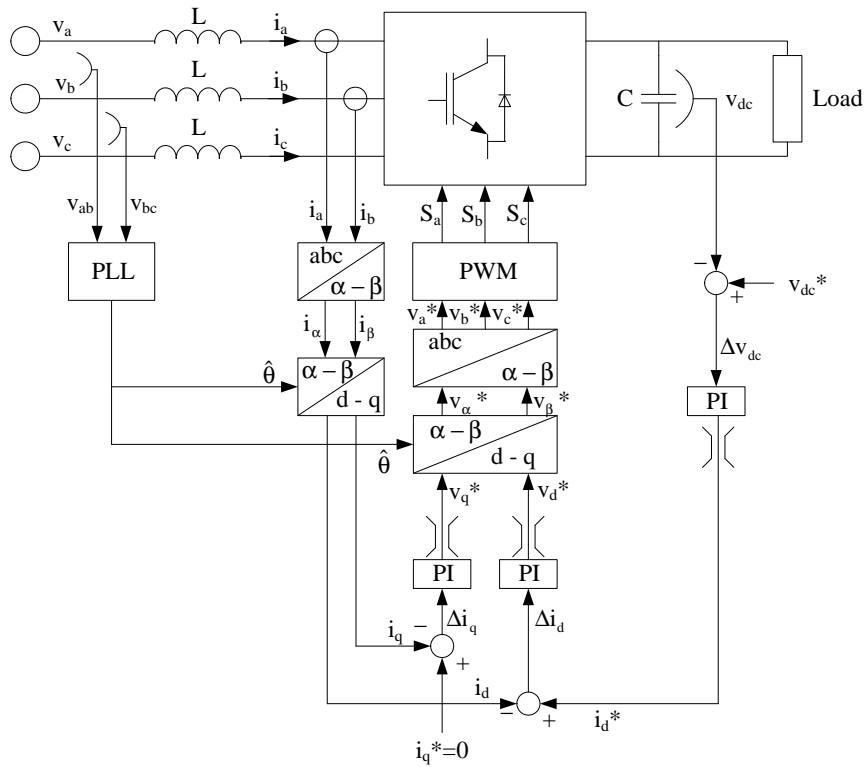 v_a L i_a
v_b L i_b C v_dc Load
v_c L i_c
v_ab v_bc i_a i_b S_a S_b S_c
PLL abc α – β PWM
− + v_dc*
i_α i_β v_a* v_b* v_c*
abc α – β
Δv_dc
θ̂ α – β d - q
v_α* v_β* PI
θ̂ α – β d - q
v_q* v_d*
PI PI
Δi_q Δi_d
i_q − +
i_d − + i_d*
i_q*=0